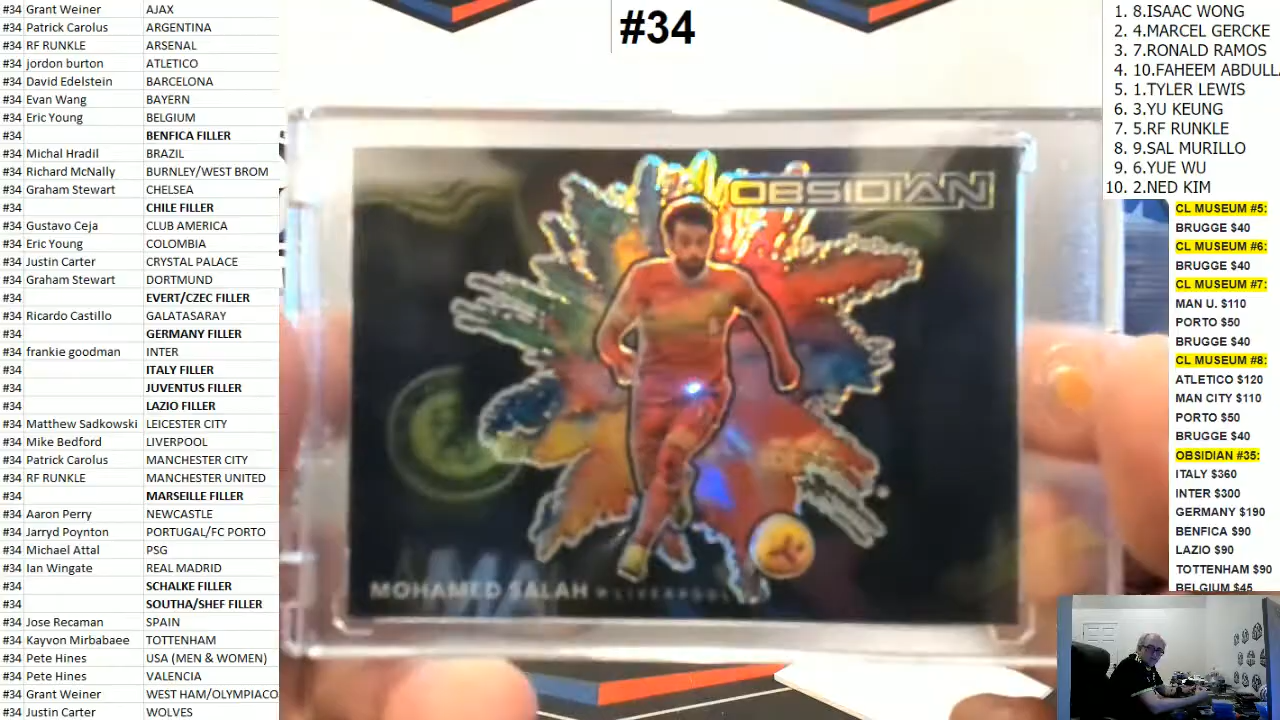 #34 Grant Weiner AJAX
#34 Patrick Carolus ARGENTINA
#34 RF RUNKLE ARSENAL
#34 jordon burton ATLETICO
#34 David Edelstein BARCELONA
#34 Evan Wang BAYERN
#34 Eric Young BELGIUM
#34 BENFICA FILLER
#34 Michal Hradil BRAZIL
#34 Richard McNally BURNLEY/WEST BROM
#34 Graham Stewart CHELSEA
#34 CHILE FILLER
#34 Gustavo Ceja CLUB AMERICA
#34 Eric Young COLOMBIA
#34 Justin Carter CRYSTAL PALACE
#34 Graham Stewart DORTMUND
#34 EVERT/CZEC FILLER
#34 Ricardo Castillo GALATASARAY
#34 GERMANY FILLER
#34 frankie goodman INTER
#34 ITALY FILLER
#34 JUVENTUS FILLER
#34 LAZIO FILLER
#34 Matthew Sadkowski LEICESTER CITY
#34 Mike Bedford LIVERPOOL
#34 Patrick Carolus MANCHESTER CITY
#34 RF RUNKLE MANCHESTER UNITED
#34 MARSEILLE FILLER
#34 Aaron Perry NEWCASTLE
#34 Jarryd Poynton PORTUGAL/FC PORTO
#34 Michael Attal PSG
#34 Ian Wingate REAL MADRID
#34 SCHALKE FILLER
#34 SOUTHA/SHEF FILLER
#34 Jose Recaman SPAIN
#34 Kayvon Mirbabaee TOTTENHAM
#34 Pete Hines USA (MEN & WOMEN)
#34 Pete Hines VALENCIA
#34 Grant Weiner WEST HAM/OLYMPIACO
#34 Justin Carter WOLVES
#34
OBSIDIAN
MOHAMED SALAH • LIVERPOOL
1. 8.ISAAC WONG
2. 4.MARCEL GERCKE
3. 7.RONALD RAMOS
4. 10.FAHEEM ABDULL
5. 1.TYLER LEWIS
6. 3.YU KEUNG
7. 5.RF RUNKLE
8. 9.SAL MURILLO
9. 6.YUE WU
10. 2.NED KIM
CL MUSEUM #5:
BRUGGE $40
CL MUSEUM #6:
BRUGGE $40
CL MUSEUM #7:
MAN U. $110
PORTO $50
BRUGGE $40
CL MUSEUM #8:
ATLETICO $120
MAN CITY $110
PORTO $50
BRUGGE $40
OBSIDIAN #35:
ITALY $360
INTER $300
GERMANY $190
BENFICA $90
LAZIO $90
TOTTENHAM $90
BELGIUM $45